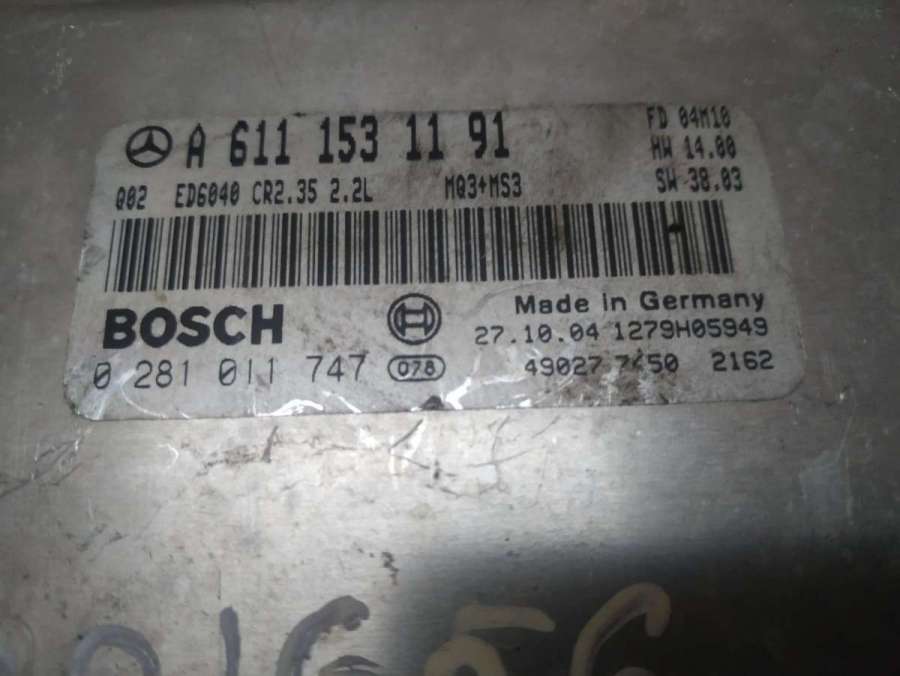 A 611 153 11 91
FD 04M10
HW 14.00
Q02 ED6040 CR2.35 2.2L MQ3+MS3
SW 38.03
BOSCH
Made in Germany
27.10.04 1279H05949
0 281 011 747 078
49027 2162